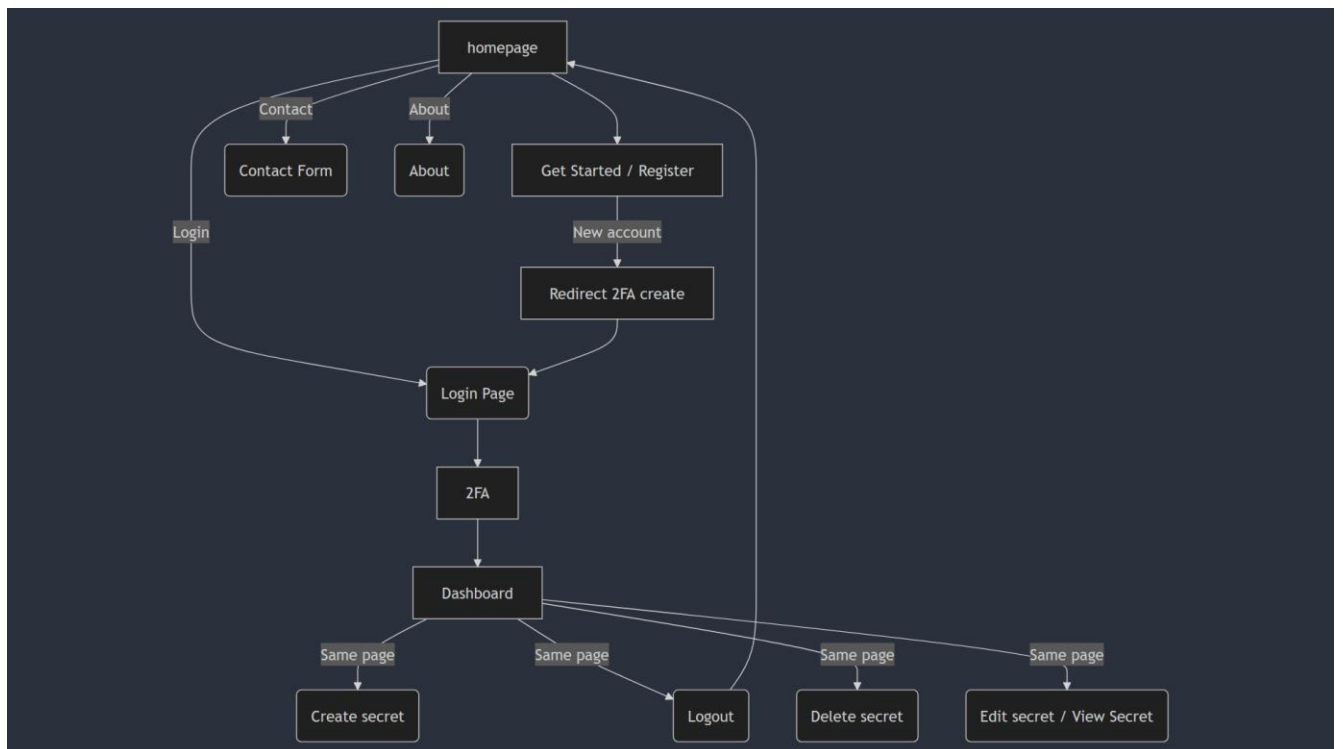 homepage
Contact
About
Contact Form
About
Get Started / Register
Login
New account
Redirect 2FA create
Login Page
2FA
Dashboard
Same page
Same page
Same page
Same page
Create secret
Logout
Delete secret
Edit secret / View Secret